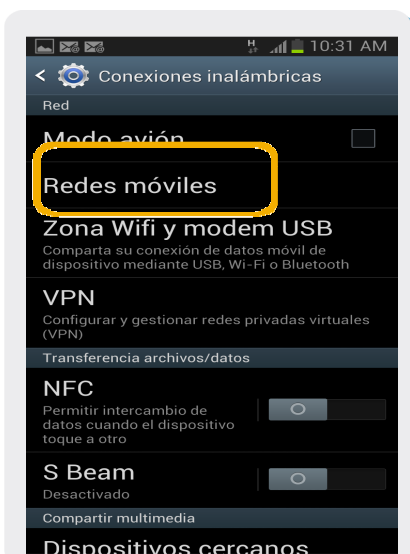 H 10:31 AM
< Conexiones inalámbricas
Red
Modo avión
Redes móviles
Zona Wifi y modem USB
Comparta su conexión de datos móvil de
dispositivo mediante USB, Wi-Fi o Bluetooth
VPN
Configurar y gestionar redes privadas virtuales
(VPN)
Transferencia archivos/datos
NFC
Permitir intercambio de
datos cuando el dispositivo
toque a otro
S Beam
Desactivado
Compartir multimedia
Dispositivos cercanos